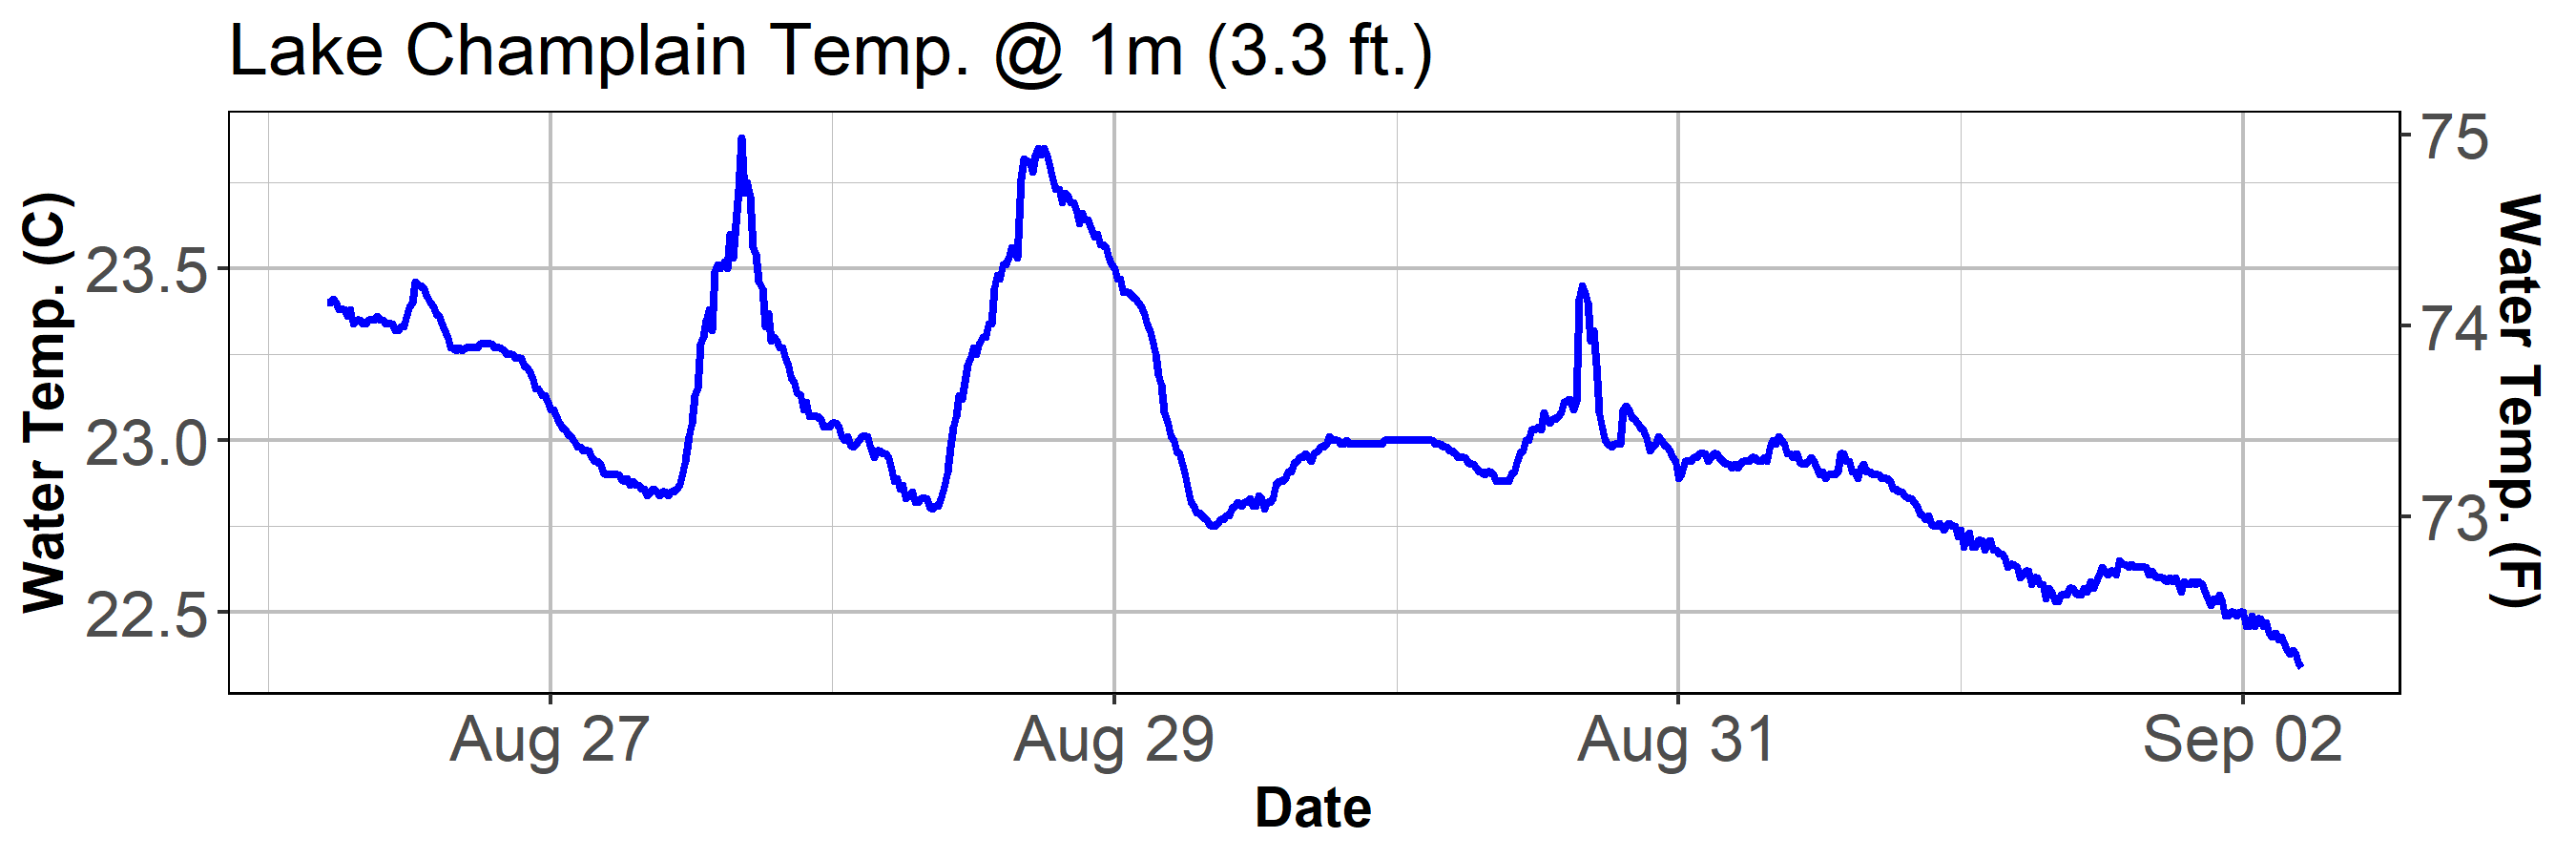 Lake Champlain Temp. @ 1m (3.3 ft.)
Water Temp. (C)
23.5
23.0
22.5
75
74
73
Water Temp. (F)
Aug 27
Aug 29
Aug 31
Sep 02
Date